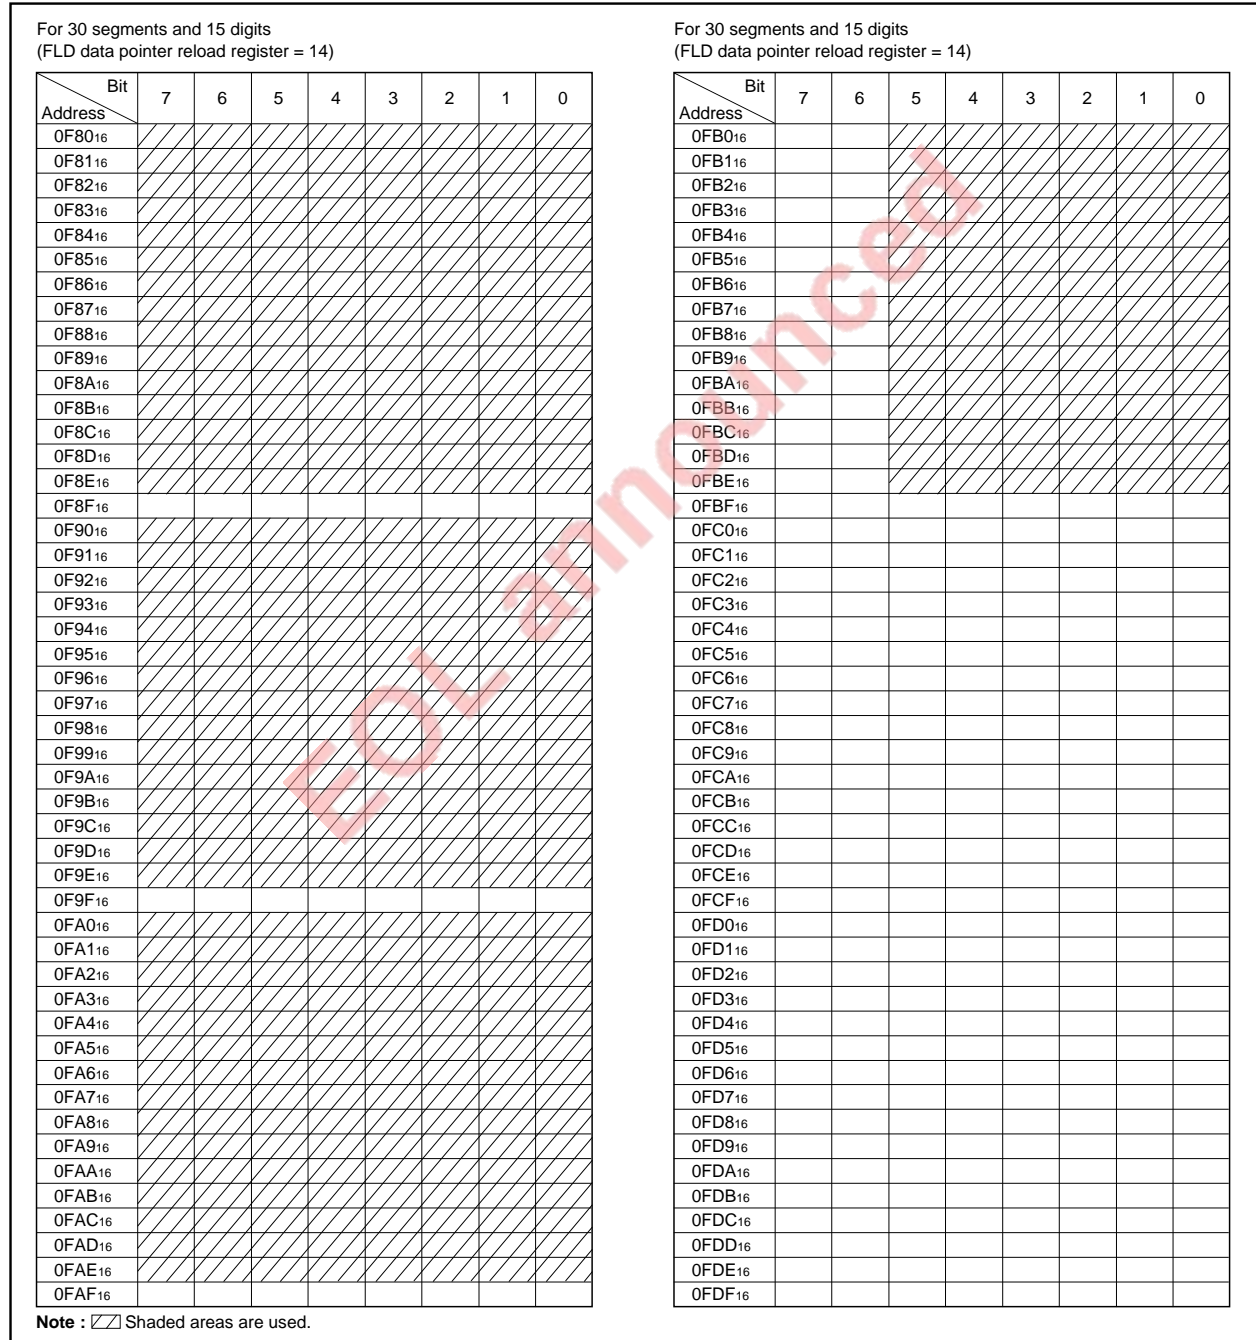 For 30 segments and 15 digits
(FLD data pointer reload register = 14)
Bit
Address
7 6 5 4 3 2 1 0
0F8016
0F8116
0F8216
0F8316
0F8416
0F8516
0F8616
0F8716
0F8816
0F8916
0F8A16
0F8B16
0F8C16
0F8D16
0F8E16
0F8F16
0F9016
0F9116
0F9216
0F9316
0F9416
0F9516
0F9616
0F9716
0F9816
0F9916
0F9A16
0F9B16
0F9C16
0F9D16
0F9E16
0F9F16
0FA016
0FA116
0FA216
0FA316
0FA416
0FA516
0FA616
0FA716
0FA816
0FA916
0FAA16
0FAB16
0FAC16
0FAD16
0FAE16
0FAF16
Note : Shaded areas are used.
For 30 segments and 15 digits
(FLD data pointer reload register = 14)
Bit
Address
7 6 5 4 3 2 1 0
0FB016
0FB116
0FB216
0FB316
0FB416
0FB516
0FB616
0FB716
0FB816
0FB916
0FBA16
0FBB16
0FBC16
0FBD16
0FBE16
0FBF16
0FC016
0FC116
0FC216
0FC316
0FC416
0FC516
0FC616
0FC716
0FC816
0FC916
0FCA16
0FCB16
0FCC16
0FCD16
0FCE16
0FCF16
0FD016
0FD116
0FD216
0FD316
0FD416
0FD516
0FD616
0FD716
0FD816
0FD916
0FDA16
0FDB16
0FDC16
0FDD16
0FDE16
0FDF16
EOL announced